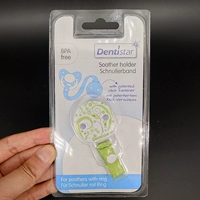 BPA
free
Dentistar
Soother holder
Schnullerband
For soothers with ring
Für Schnuller mit Ring